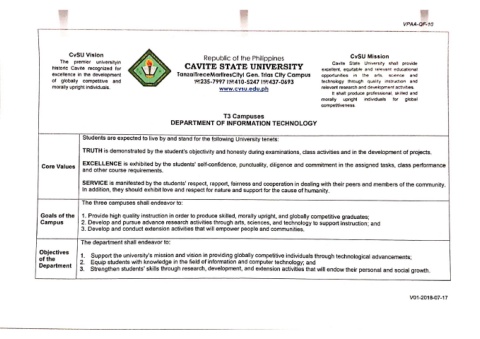 VPAA-QF-10
CvSU Vision
The premier university in
historic Cavite recognized for
excellence in the development
of globally competitive and
morally upright individuals.
Republic of the Philippines
CAVITE STATE UNIVERSITY
Tanza/Trece Martires City/ Gen. Trias City Campus
☎235-7997 ☎410-5247 ☎437-0693
www.cvsu.edu.ph
CvSU Mission
Cavite State University shall provide
excellent, equitable and relevant educational
opportunities in the arts, science and
technology through quality instruction and
relevant research and development activities.
It shall produce professional, skilled and
morally upright individuals for global
competitiveness.
T3 Campuses
DEPARTMENT OF INFORMATION TECHNOLOGY
Core Values
Students are expected to live by and stand for the following University tenets:
TRUTH is demonstrated by the student's objectivity and honesty during examinations, class activities and in the development of projects.
EXCELLENCE is exhibited by the students' self-confidence, punctuality, diligence and commitment in the assigned tasks, class performance
and other course requirements.
SERVICE is manifested by the students' respect, rapport, fairness and cooperation in dealing with their peers and members of the community.
In addition, they should exhibit love and respect for nature and support for the cause of humanity.
Goals of the
Campus
The three campuses shall endeavor to:
1. Provide high quality instruction in order to produce skilled, morally upright, and globally competitive graduates;
2. Develop and pursue advance research activities through arts, sciences, and technology to support instruction; and
3. Develop and conduct extension activities that will empower people and communities.
Objectives
of the
Department
The department shall endeavor to:
1. Support the university's mission and vision in providing globally competitive individuals through technological advancements;
2. Equip students with knowledge in the field of information and computer technology; and
3. Strengthen students' skills through research, development, and extension activities that will endow their personal and social growth.
V01-2018-07-17